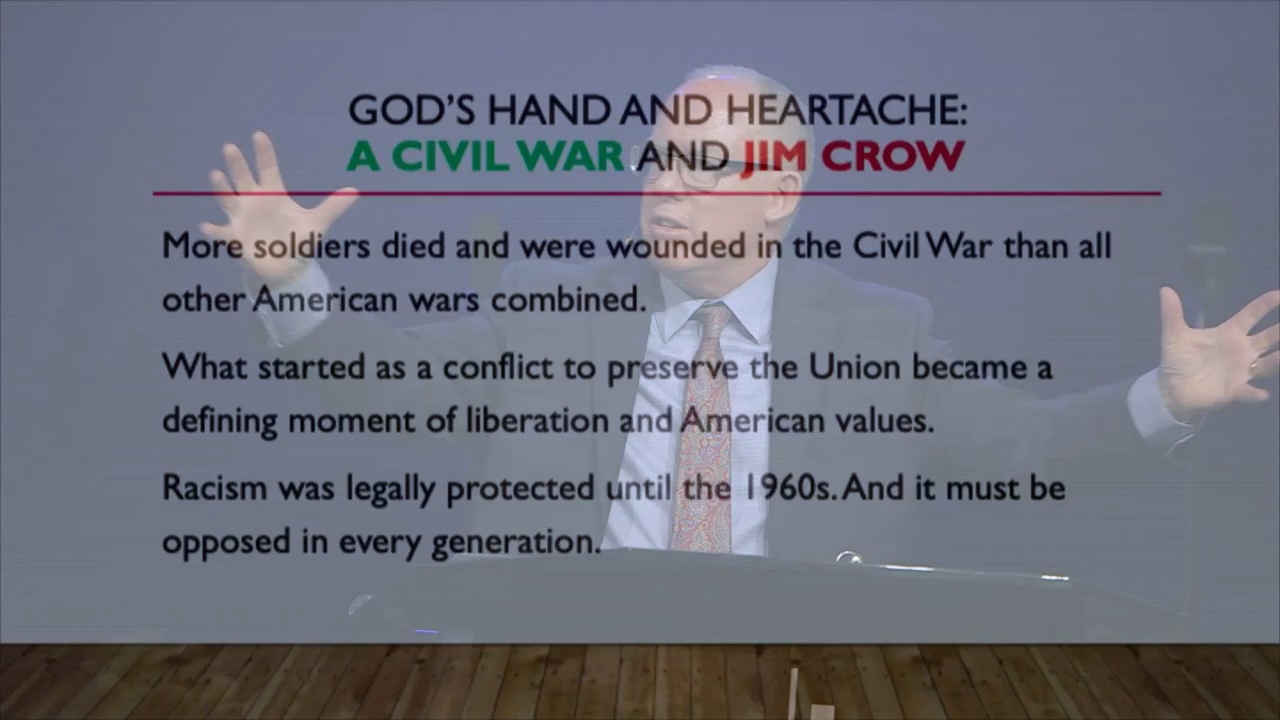 GOD'S HAND AND HEARTACHE:
A CIVIL WAR AND JIM CROW
More soldiers died and were wounded in the Civil War than all
other American wars combined.
What started as a conflict to preserve the Union became a
defining moment of liberation and American values.
Racism was legally protected until the 1960s. And it must be
opposed in every generation.